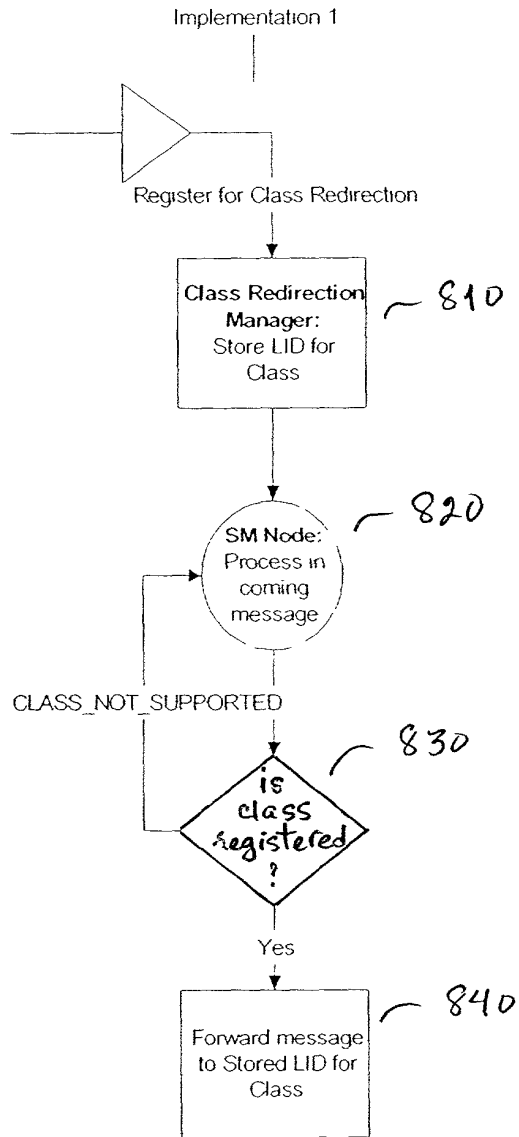 Implementation 1
Register for Class Redirection
Class Redirection
Manager:
Store LID for
Class
810
SM Node:
Process in
coming
message
820
CLASS_NOT_SUPPORTED
830
is
class
registered
?
Yes
Forward message
to Stored LID for
Class
840